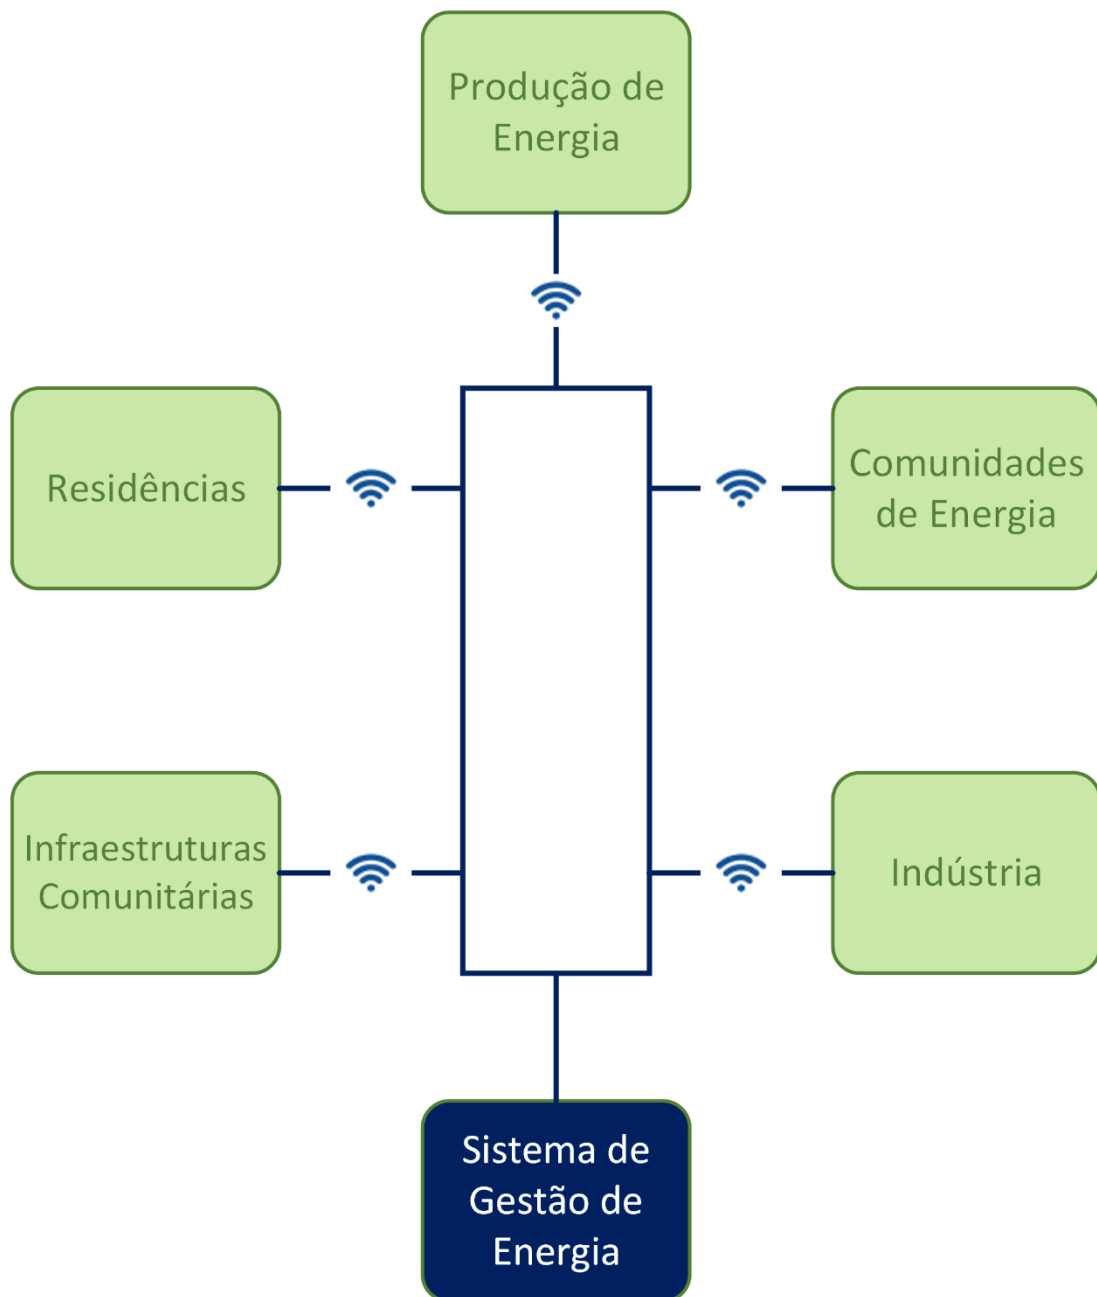 Produção de
Energia
Residências
Comunidades
de Energia
Infraestruturas
Comunitárias
Indústria
Sistema de
Gestão de
Energia